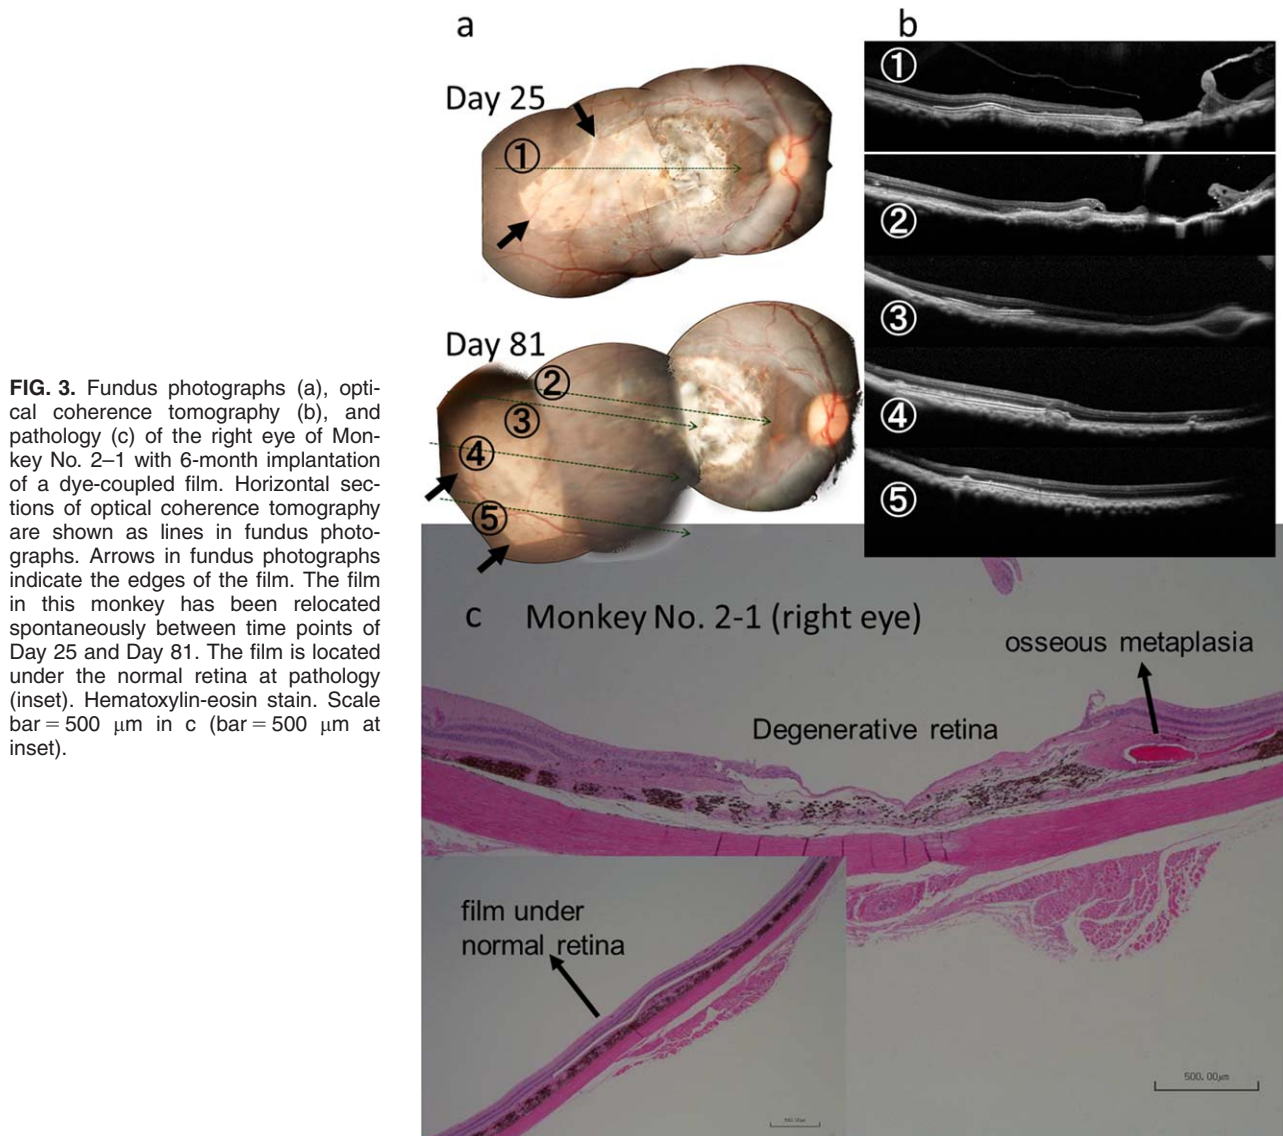 FIG. 3. Fundus photographs (a), opti-
cal coherence tomography (b), and
pathology (c) of the right eye of Mon-
key No. 2–1 with 6-month implantation
of a dye-coupled film. Horizontal sec-
tions of optical coherence tomography
are shown as lines in fundus photo-
graphs. Arrows in fundus photographs
indicate the edges of the film. The film
in this monkey has been relocated
spontaneously between time points of
Day 25 and Day 81. The film is located
under the normal retina at pathology
(inset). Hematoxylin-eosin stain. Scale
bar = 500 μm in c (bar = 500 μm at
inset).
a
Day 25
①
Day 81
②
③
④
⑤
b
①
②
③
④
⑤
c Monkey No. 2-1 (right eye)
osseous metaplasia
Degenerative retina
film under
normal retina
500.00μm